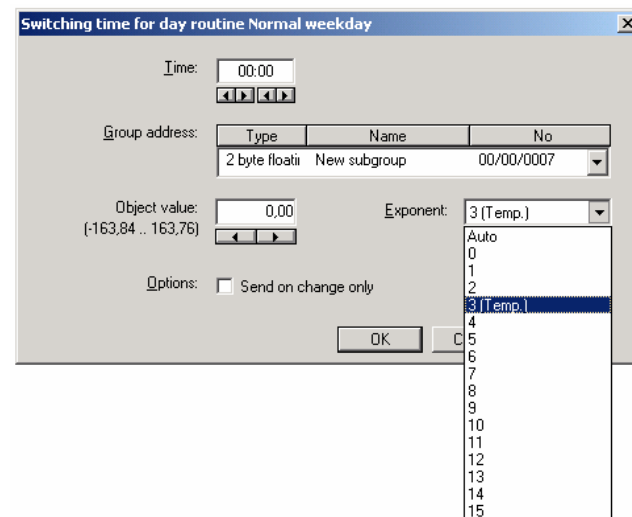 Switching time for day routine Normal weekday
Time: 00:00
Group address: Type Name No
2 byte floatii New subgroup 00/00/0007
Object value: 0,00 Exponent: 3 (Temp.)
(-163,84 .. 163,76)
Auto
0
1
2
3 (Temp.)
Options: Send on change only
4
OK C
5
6
7
8
9
10
11
12
13
14
15